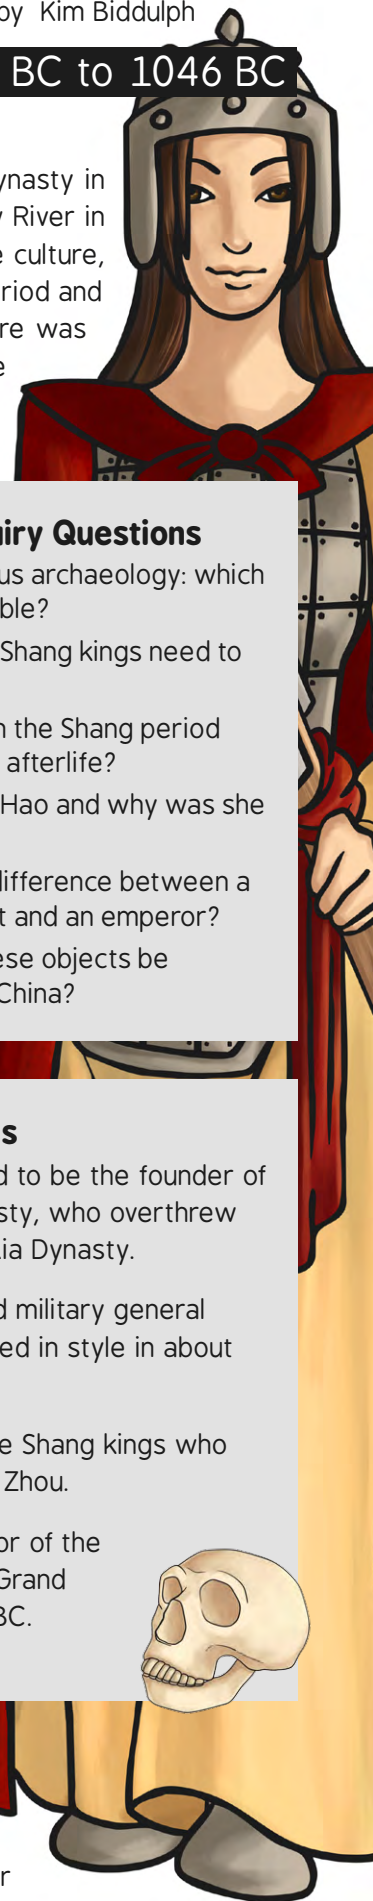 by Kim Biddulph
BC to 1046 BC
ynasty in
River in
culture,
riod and
re was
e
iry Questions
us archaeology: which
ble?
Shang kings need to
n the Shang period
afterlife?
Hao and why was she
difference between a
t and an emperor?
ese objects be
China?
s
d to be the founder of
sty, who overthrew
ia Dynasty.
d military general
ed in style in about
e Shang kings who
Zhou.
or of the
Grand
BC.
r